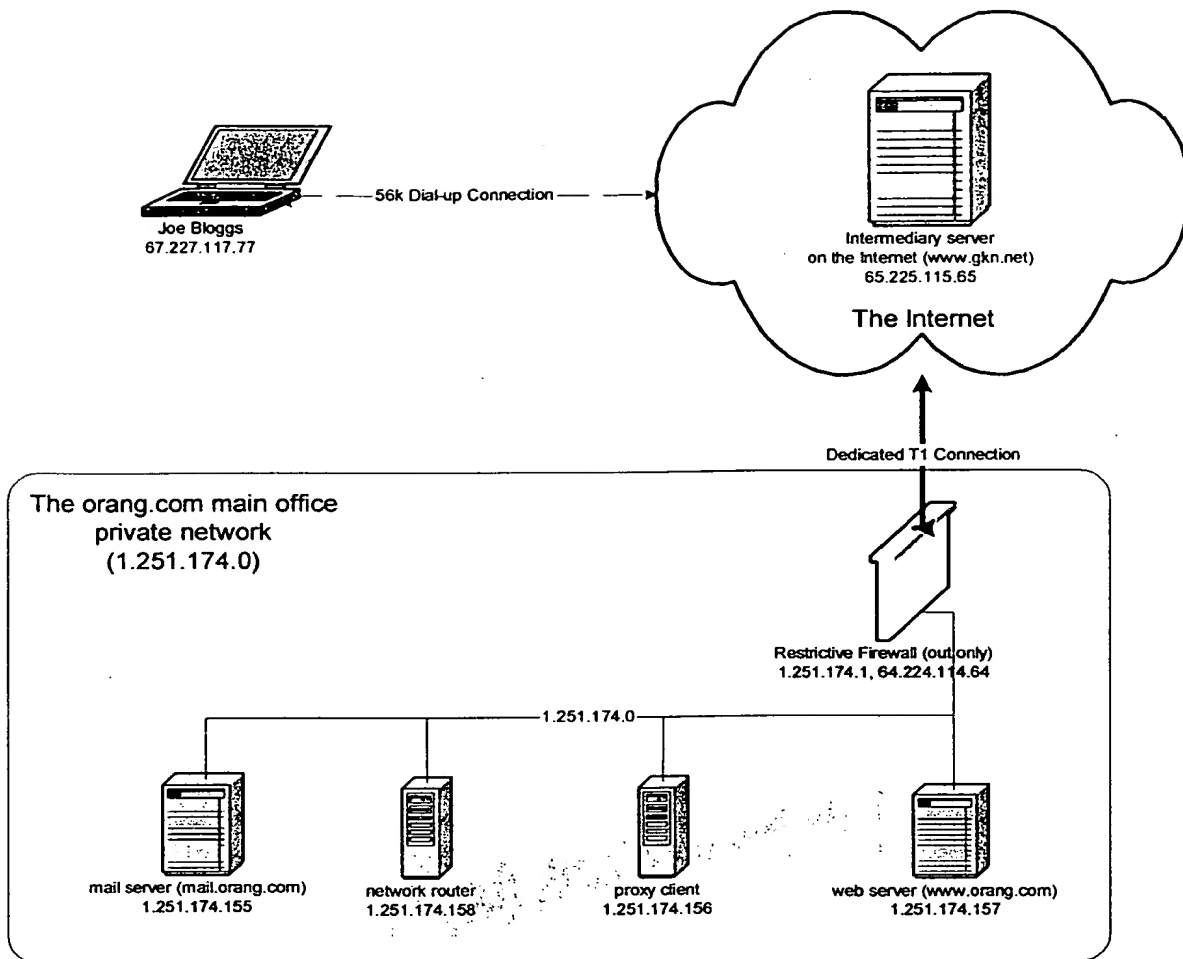 56k Dial-up Connection
Joe Bloggs
67.227.117.77
Intermediary server
on the Internet (www.gkn.net)
65.225.115.65
The Internet
Dedicated T1 Connection
The orang.com main office
private network
(1.251.174.0)
Restrictive Firewall (out only)
1.251.174.1, 64.224.114.64
1.251.174.0
mail server (mail.orang.com)
1.251.174.155
network router
1.251.174.158
proxy client
1.251.174.156
web server (www.orang.com)
1.251.174.157